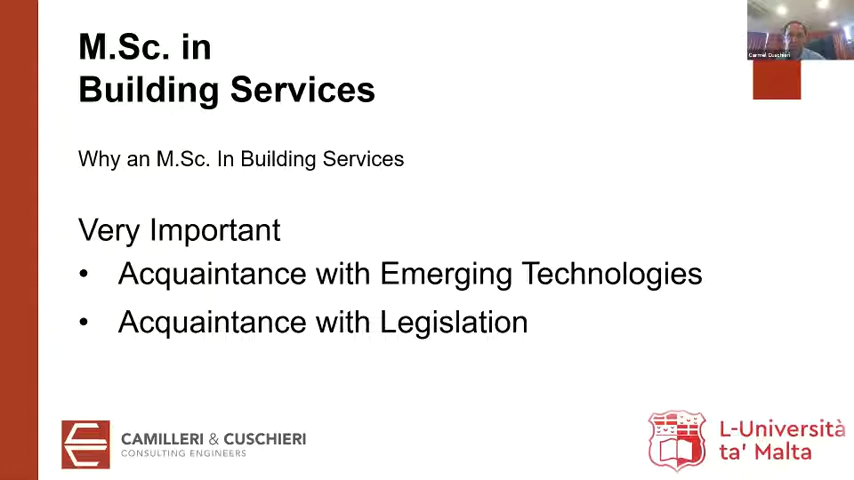 M.Sc. in
Building Services
Carmel Cuschieri
Why an M.Sc. In Building Services
Very Important
• Acquaintance with Emerging Technologies
• Acquaintance with Legislation
CAMILLERI & CUSCHIERI
CONSULTING ENGINEERS
L-Università
ta' Malta